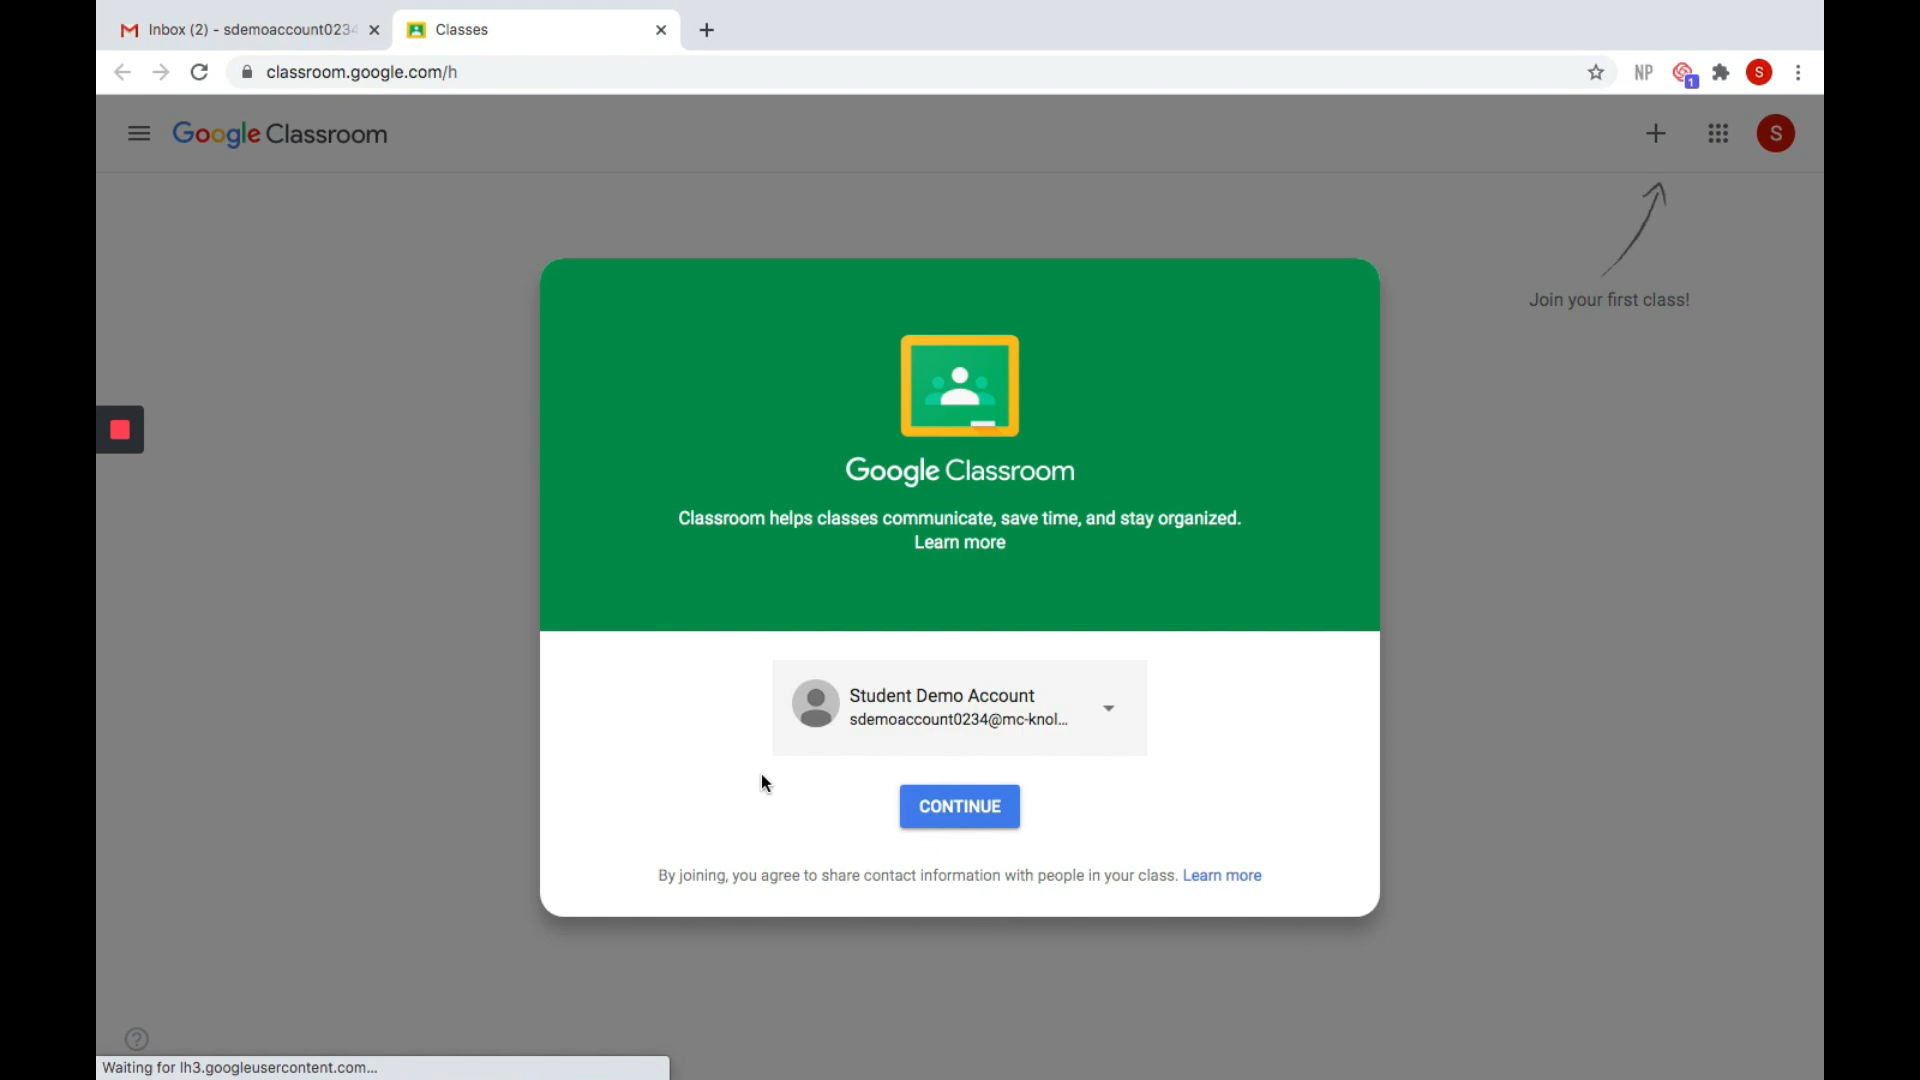 Inbox (2) - sdemoaccount0234
Classes
classroom.google.com/h
NP
1
S
Google Classroom
S
Join your first class!
Google Classroom
Classroom helps classes communicate, save time, and stay organized.
Learn more
Student Demo Account
sdemoaccount0234@mc-knol...
CONTINUE
By joining, you agree to share contact information with people in your class. Learn more
?
Waiting for lh3.googleusercontent.com...